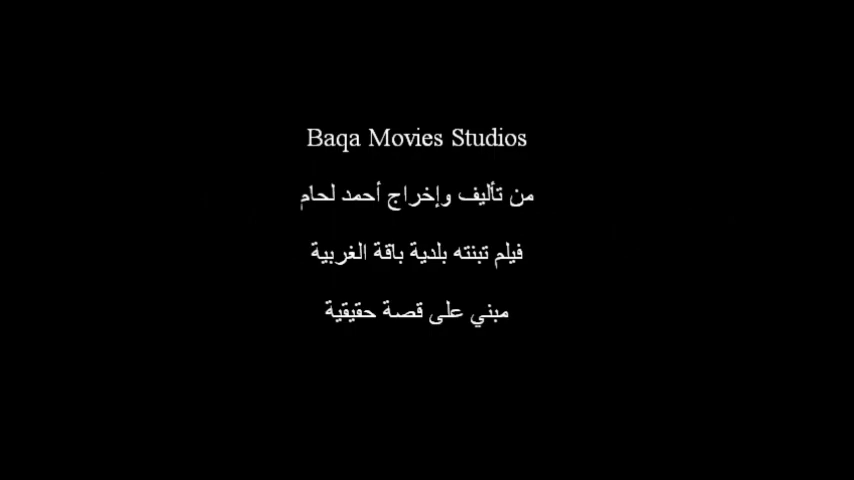 Baqa Movies Studios
من تأليف وإخراج أحمد لحام
فيلم تبنته بلدية باقة الغربية
مبني على قصة حقيقية